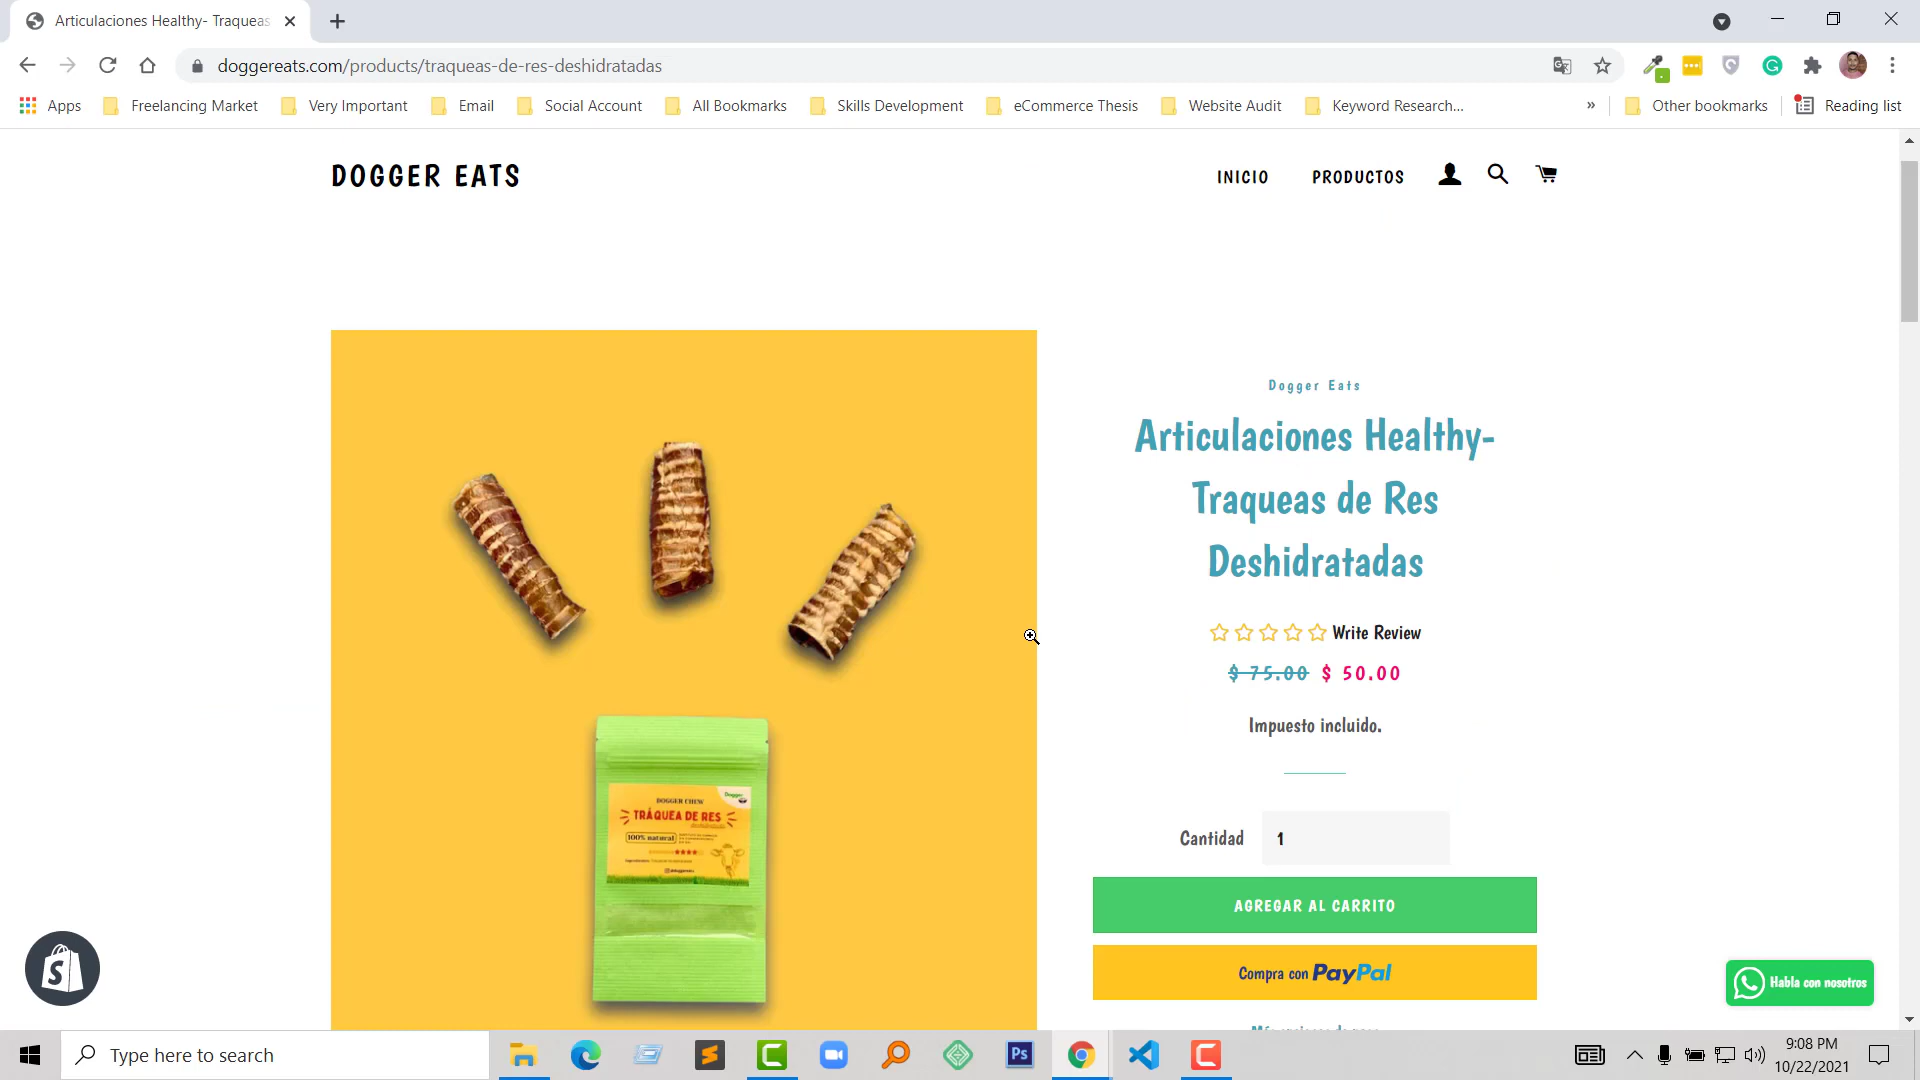 Articulaciones Healthy- Traqueas
doggereats.com/products/traqueas-de-res-deshidratadas
Apps
Freelancing Market
Very Important
Email
Social Account
All Bookmarks
Skills Development
eCommerce Thesis
Website Audit
Keyword Research...
»
Other bookmarks
Reading list
DOGGER EATS
INICIO
PRODUCTOS
Dogger Eats
Articulaciones Healthy-
Traqueas de Res
Deshidratadas
Write Review
$ 75.00 $ 50.00
Impuesto incluido.
Cantidad 1
AGREGAR AL CARRITO
Compra con PayPal
Dogger
DOGGER CHEW
TRÁQUEA DE RES
100% natural
Habla con nosotros
Type here to search
Ps
9:08 PM
10/22/2021